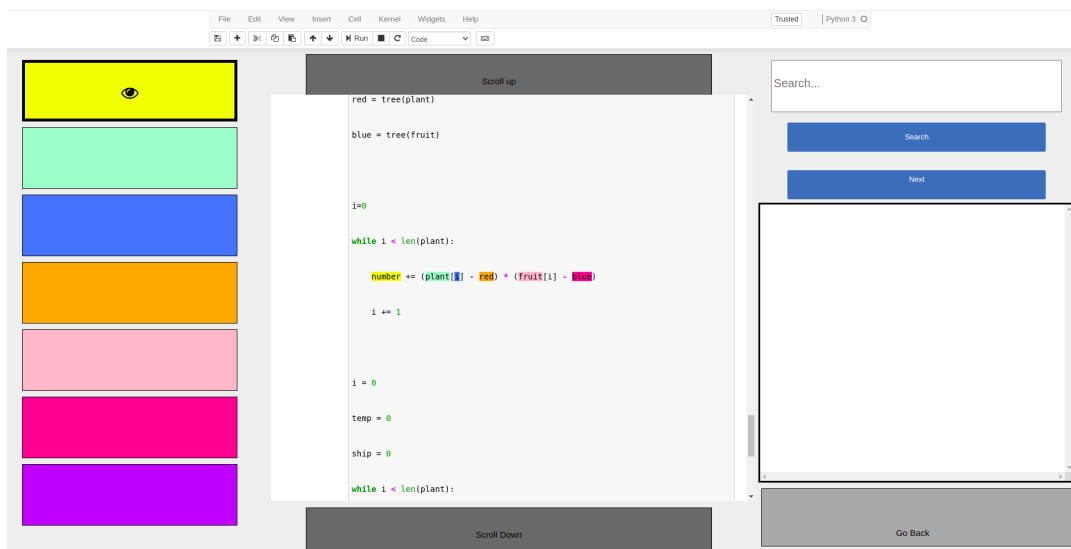 File Edit View Insert Cell Kernel Widgets Help
Trusted Python 3
Run Code
Scroll up
red = tree(plant)
blue = tree(fruit)
i=0
while i < len(plant):
number += (plant[i] - red) * (fruit[i] - blue)
i += 1
i = 0
temp = 0
ship = 0
while i < len(plant):
Scroll Down
Search...
Search
Next
Go Back